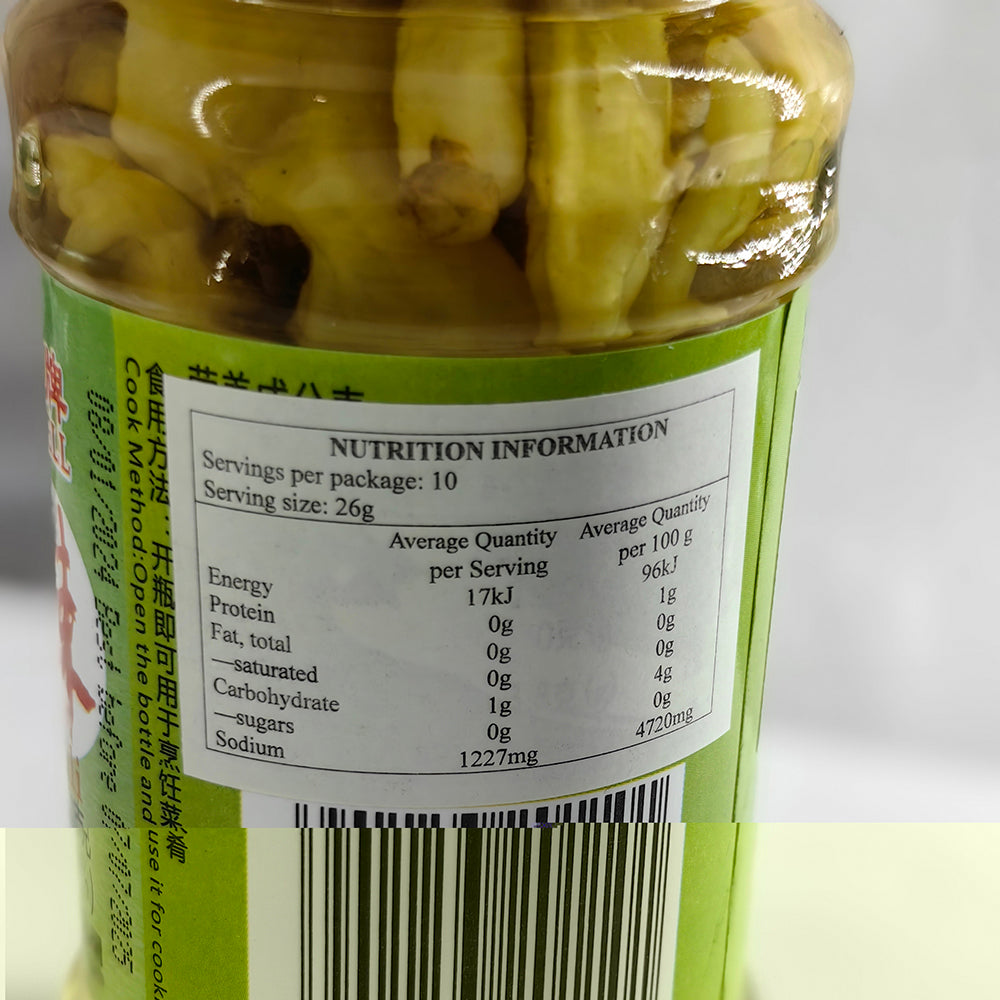 食用方法：开瓶即可用于烹饪菜肴
Cook Method:Open the bottle and use it for cook
08/01/2024
07/07/2025
NUTRITION INFORMATION
Servings per package: 10
Serving size: 26g
Average Quantity per Serving Average Quantity per 100 g
Energy 17kJ 96kJ
Protein 0g 1g
Fat, total 0g 0g
—saturated 0g 0g
Carbohydrate 1g 4g
—sugars 0g 0g
Sodium 1227mg 4720mg